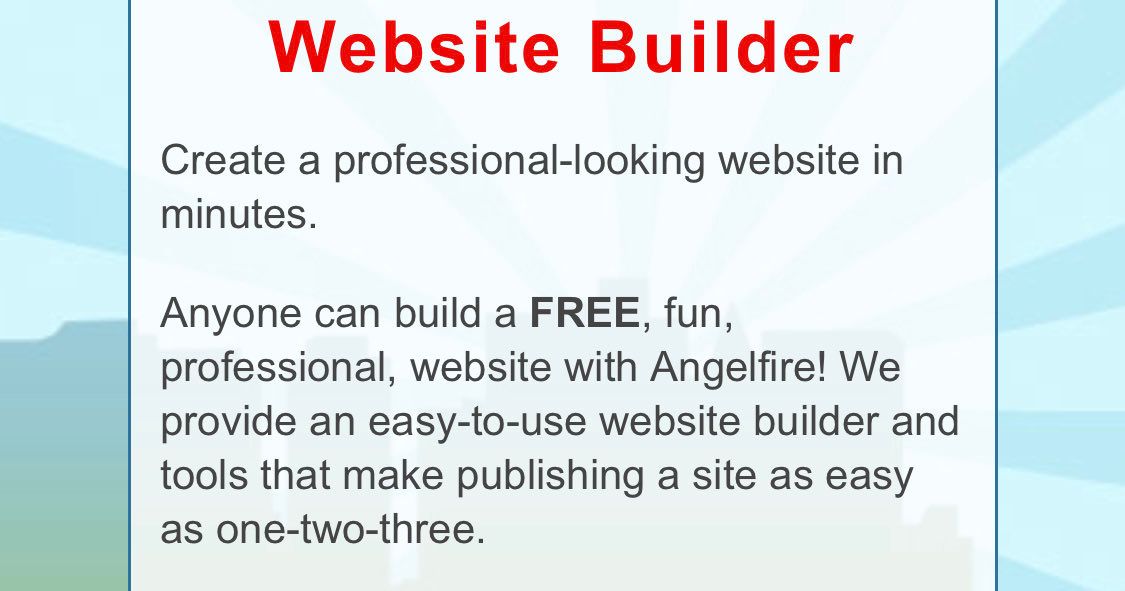 Website Builder
Create a professional-looking website in
minutes.
Anyone can build a FREE, fun,
professional, website with Angelfire! We
provide an easy-to-use website builder and
tools that make publishing a site as easy
as one-two-three.